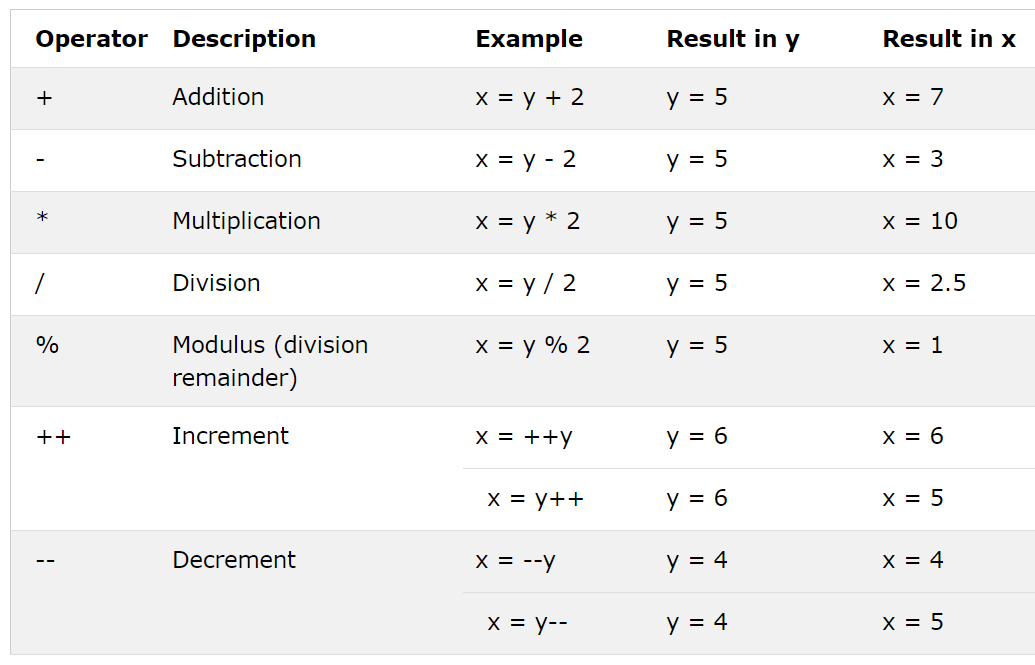 Operator Description Example Result in y Result in x
+ Addition x = y + 2 y = 5 x = 7
- Subtraction x = y - 2 y = 5 x = 3
* Multiplication x = y * 2 y = 5 x = 10
/ Division x = y / 2 y = 5 x = 2.5
% Modulus (division x = y % 2 y = 5 x = 1
remainder)
++ Increment x = ++y y = 6 x = 6
x = y++ y = 6 x = 5
-- Decrement x = --y y = 4 x = 4
x = y-- y = 4 x = 5